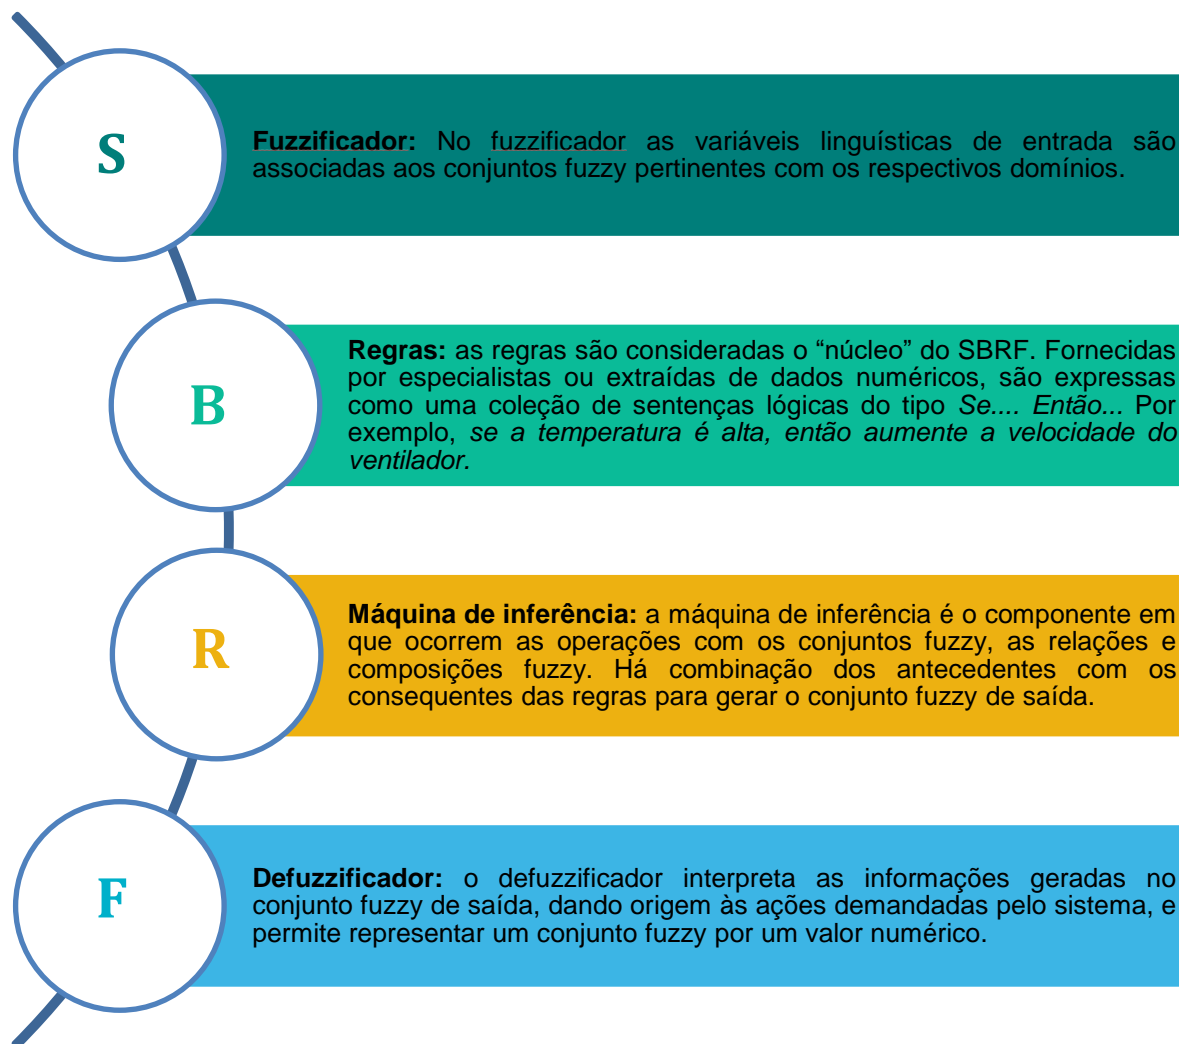 S
Fuzzificador: No fuzzificador as variáveis linguísticas de entrada são
associadas aos conjuntos fuzzy pertinentes com os respectivos domínios.
B
Regras: as regras são consideradas o “núcleo” do SBRF. Fornecidas
por especialistas ou extraídas de dados numéricos, são expressas
como uma coleção de sentenças lógicas do tipo Se.... Então... Por
exemplo, se a temperatura é alta, então aumente a velocidade do
ventilador.
R
Máquina de inferência: a máquina de inferência é o componente em
que ocorrem as operações com os conjuntos fuzzy, as relações e
composições fuzzy. Há combinação dos antecedentes com os
consequentes das regras para gerar o conjunto fuzzy de saída.
F
Defuzzificador: o defuzzificador interpreta as informações geradas no
conjunto fuzzy de saída, dando origem às ações demandadas pelo sistema, e
permite representar um conjunto fuzzy por um valor numérico.